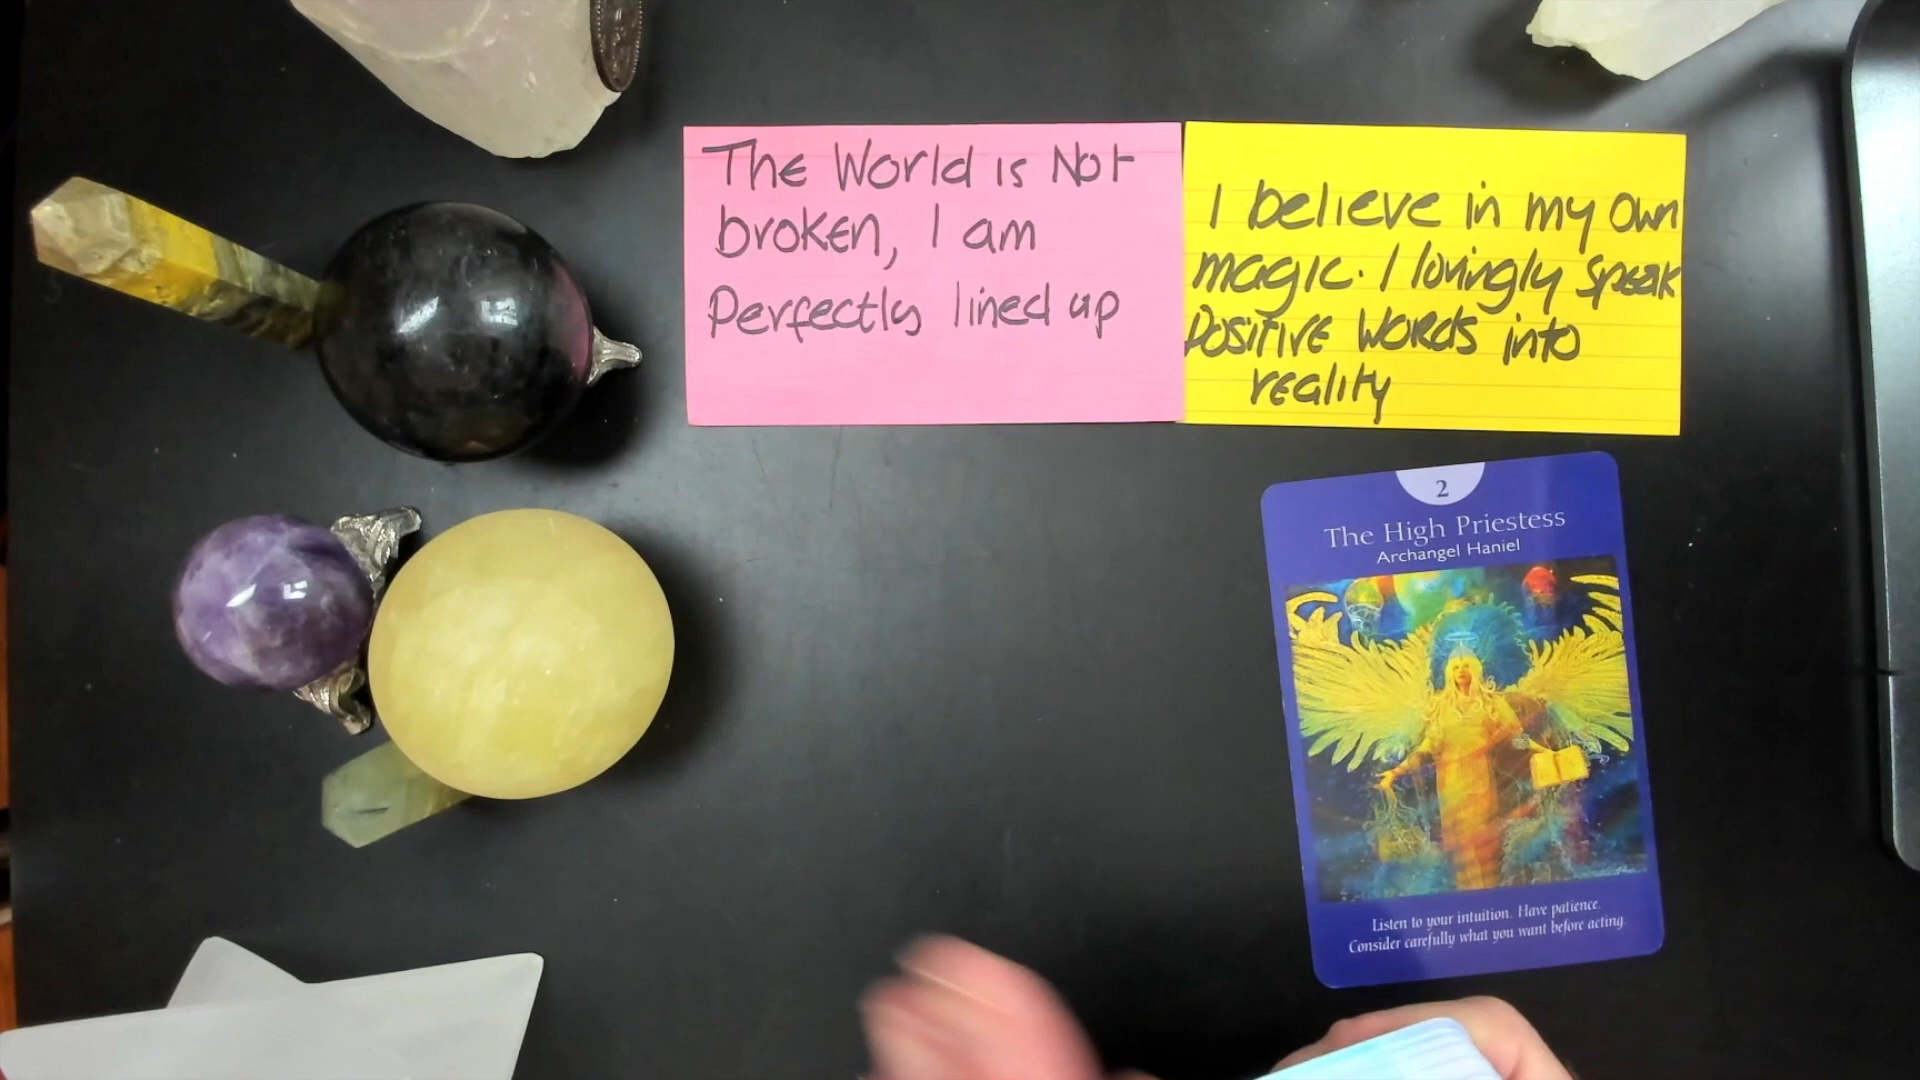 The World is Not
broken, I am
Perfectly lined up
I believe in my own
magic. I lovingly speak
Positive words into
reality
2
The High Priestess
Archangel Haniel
Listen to your intuition. Have patience.
Consider carefully what you want before acting.